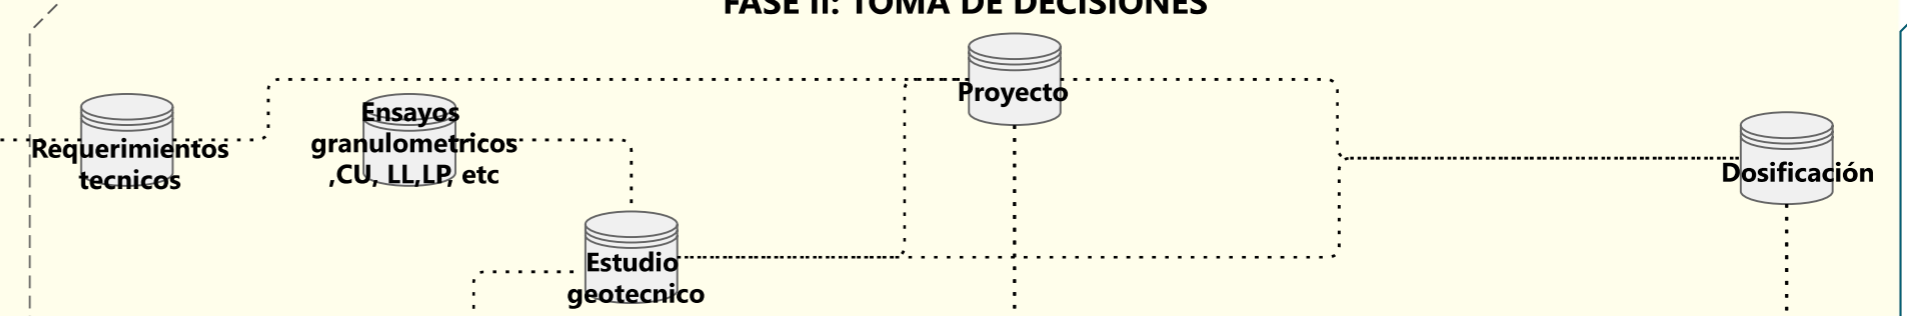 FASE II: TOMA DE DECISIONES
Proyecto
Ensayos
granulometricos
,CU, LL,LP, etc
Requerimientos
tecnicos
Dosificación
Estudio
geotecnico